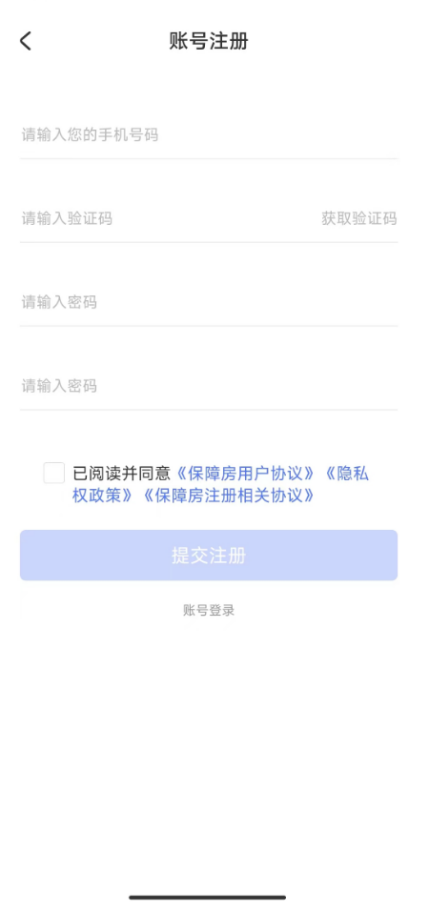 账号注册
请输入您的手机号码
请输入验证码 获取验证码
请输入密码
请输入密码
已阅读并同意《保障房用户协议》《隐私
权政策》《保障房注册相关协议》
提交注册
账号登录